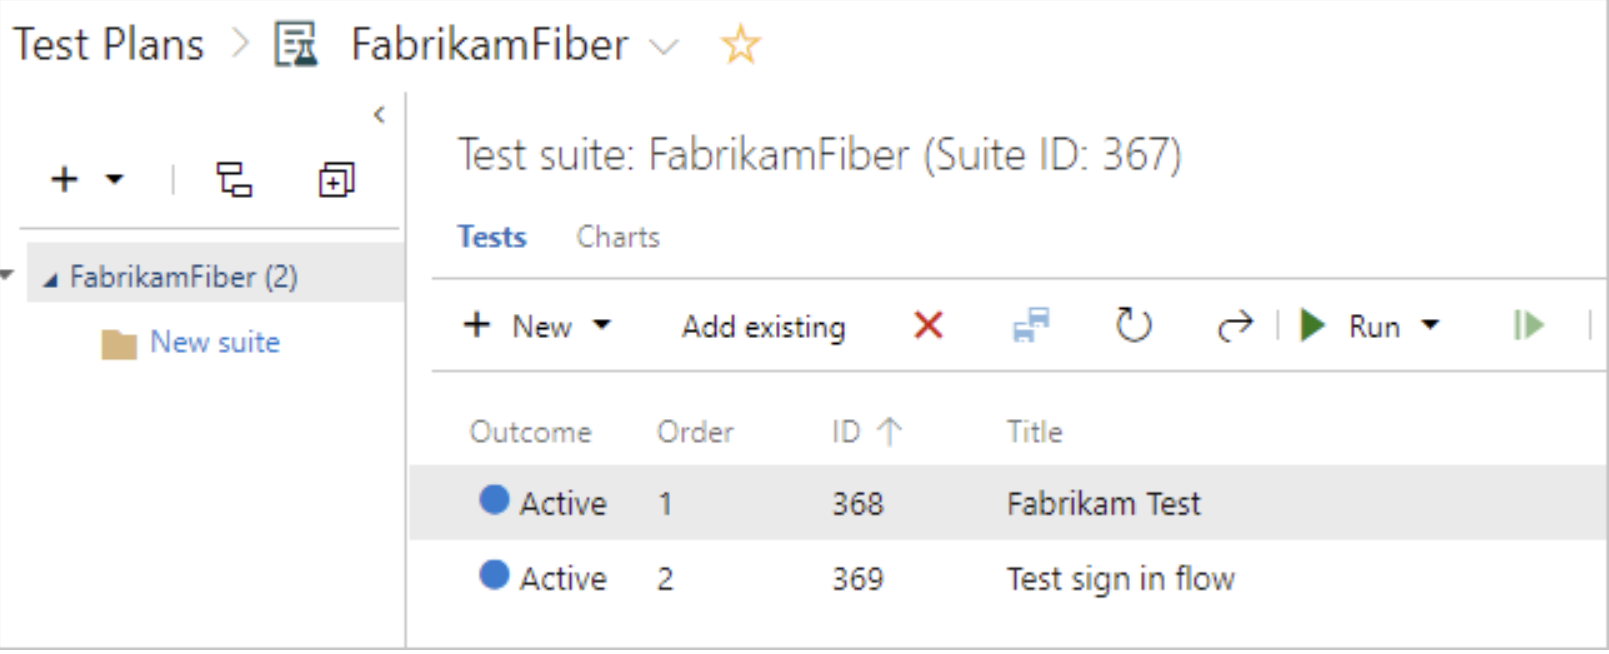 Test Plans > FabrikamFiber
FabrikamFiber (2)
New suite
Test suite: FabrikamFiber (Suite ID: 367)
Tests Charts
New Add existing Run
Outcome Order ID Title
Active 1 368 Fabrikam Test
Active 2 369 Test sign in flow